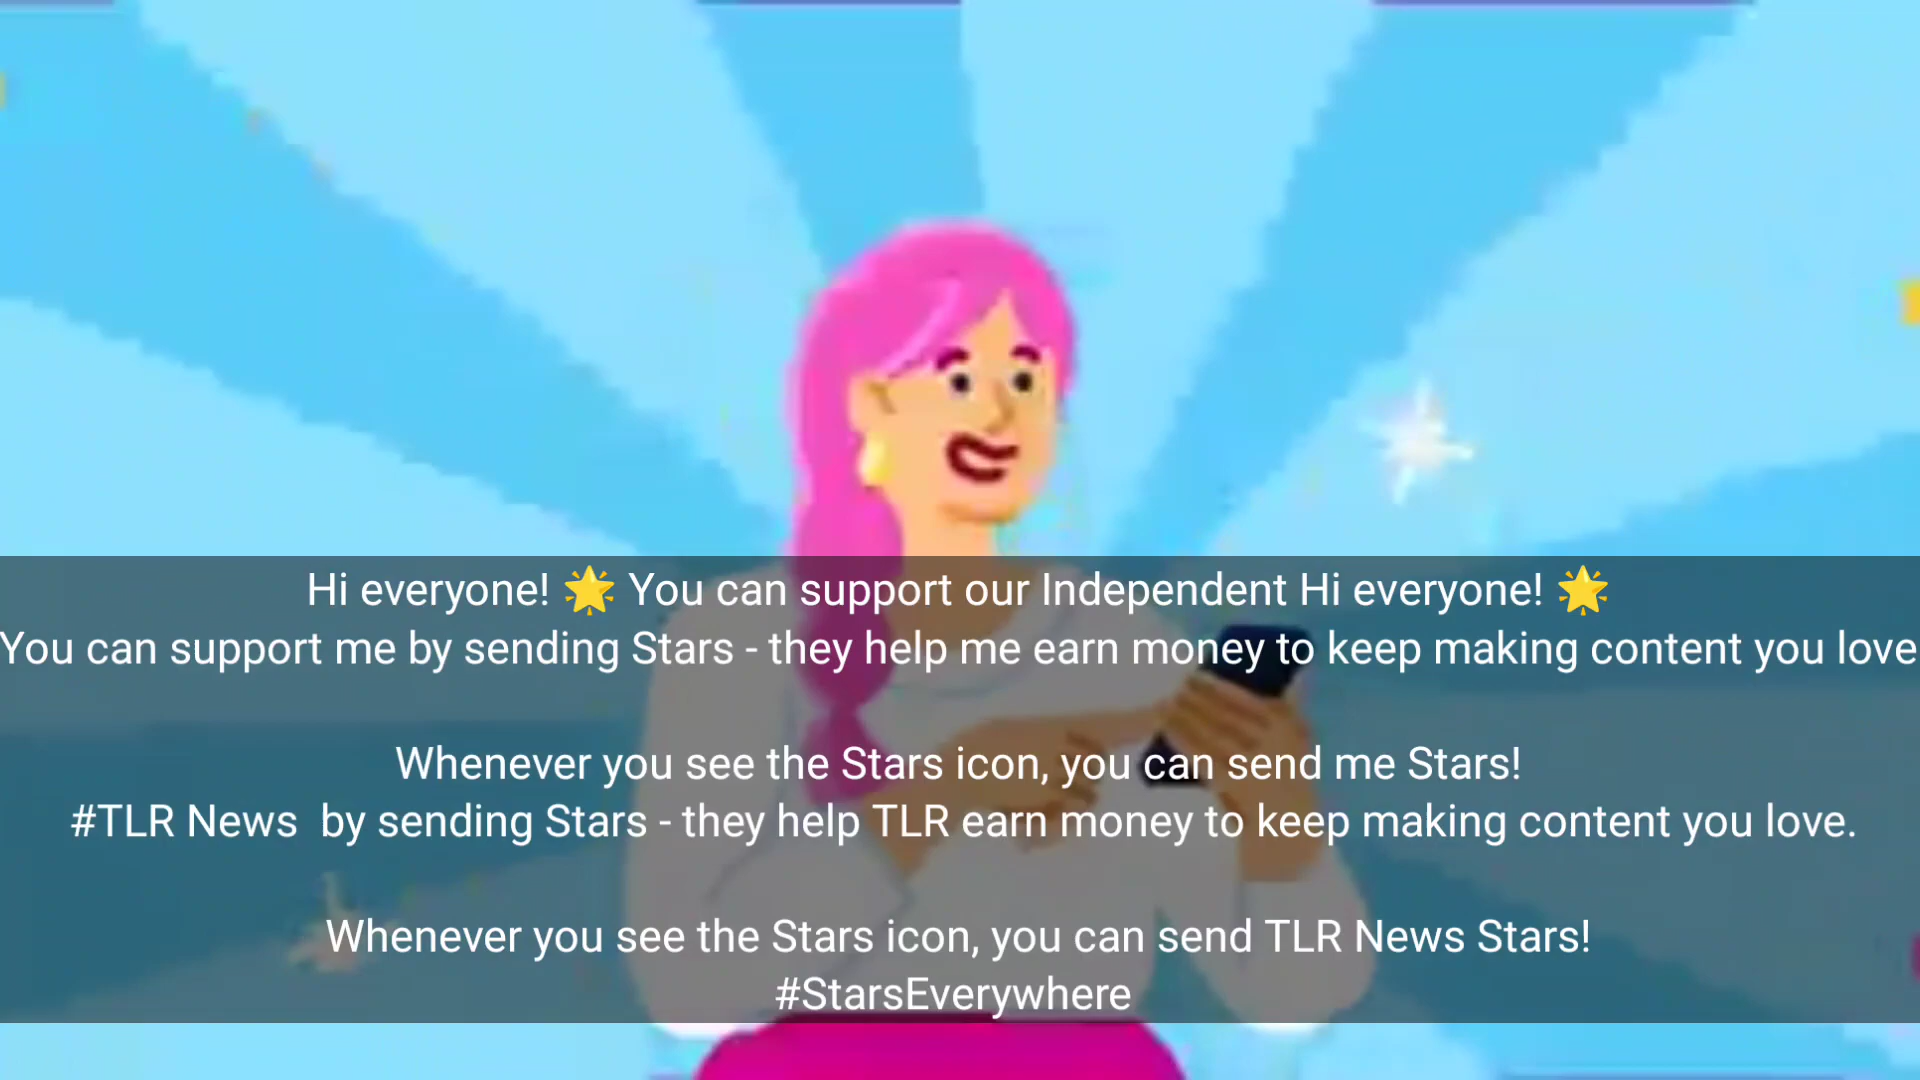 Hi everyone! 🌟 You can support our Independent Hi everyone! 🌟
You can support me by sending Stars - they help me earn money to keep making content you love
Whenever you see the Stars icon, you can send me Stars!
#TLR News  by sending Stars - they help TLR earn money to keep making content you love.
Whenever you see the Stars icon, you can send TLR News Stars!
#StarsEverywhere